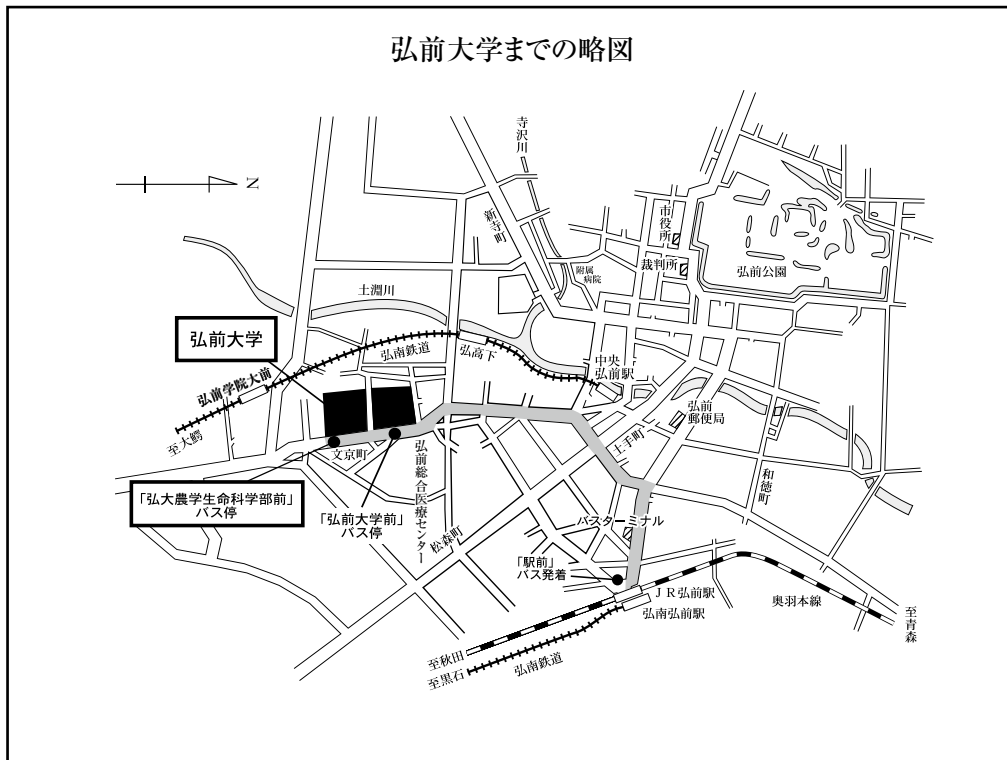 弘前大学までの略図
寺沢川
N
新寺町
市役所
裁判所
弘前公園
附属
病院
土淵川
弘前大学
弘南鉄道
弘高下
中央
弘前駅
弘前学院大前
至大鰐
弘前
郵便局
土手町
和徳町
文京町
弘前総合医療センター
「弘大農学生命科学部前」
バス停
「弘前大学前」
バス停
松森町
バスターミナル
「駅前」
バス発着
JR弘前駅
弘南弘前駅
奥羽本線
至青森
至秋田
至黒石
弘南鉄道